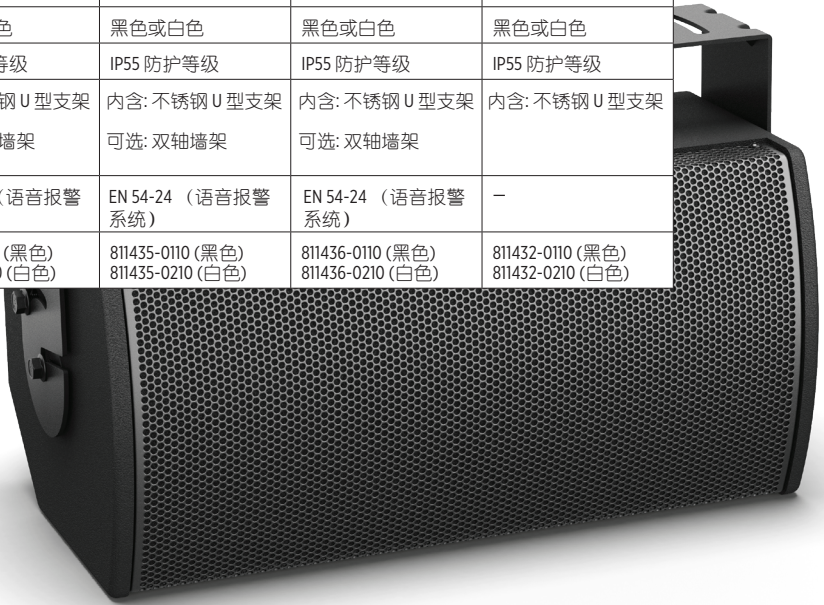 色 黑色或白色 黑色或白色 黑色或白色
等级 IP55 防护等级 IP55 防护等级 IP55 防护等级
钢 U 型支架 内含: 不锈钢 U 型支架 内含: 不锈钢 U 型支架 内含: 不锈钢 U 型支架
墙架 可选: 双轴墙架 可选: 双轴墙架
（语音报警 EN 54-24 （语音报警 EN 54-24 （语音报警 –
系统) 系统)
(黑色) 811435-0110 (黑色) 811436-0110 (黑色) 811432-0110 (黑色)
(白色) 811435-0210 (白色) 811436-0210 (白色) 811432-0210 (白色)